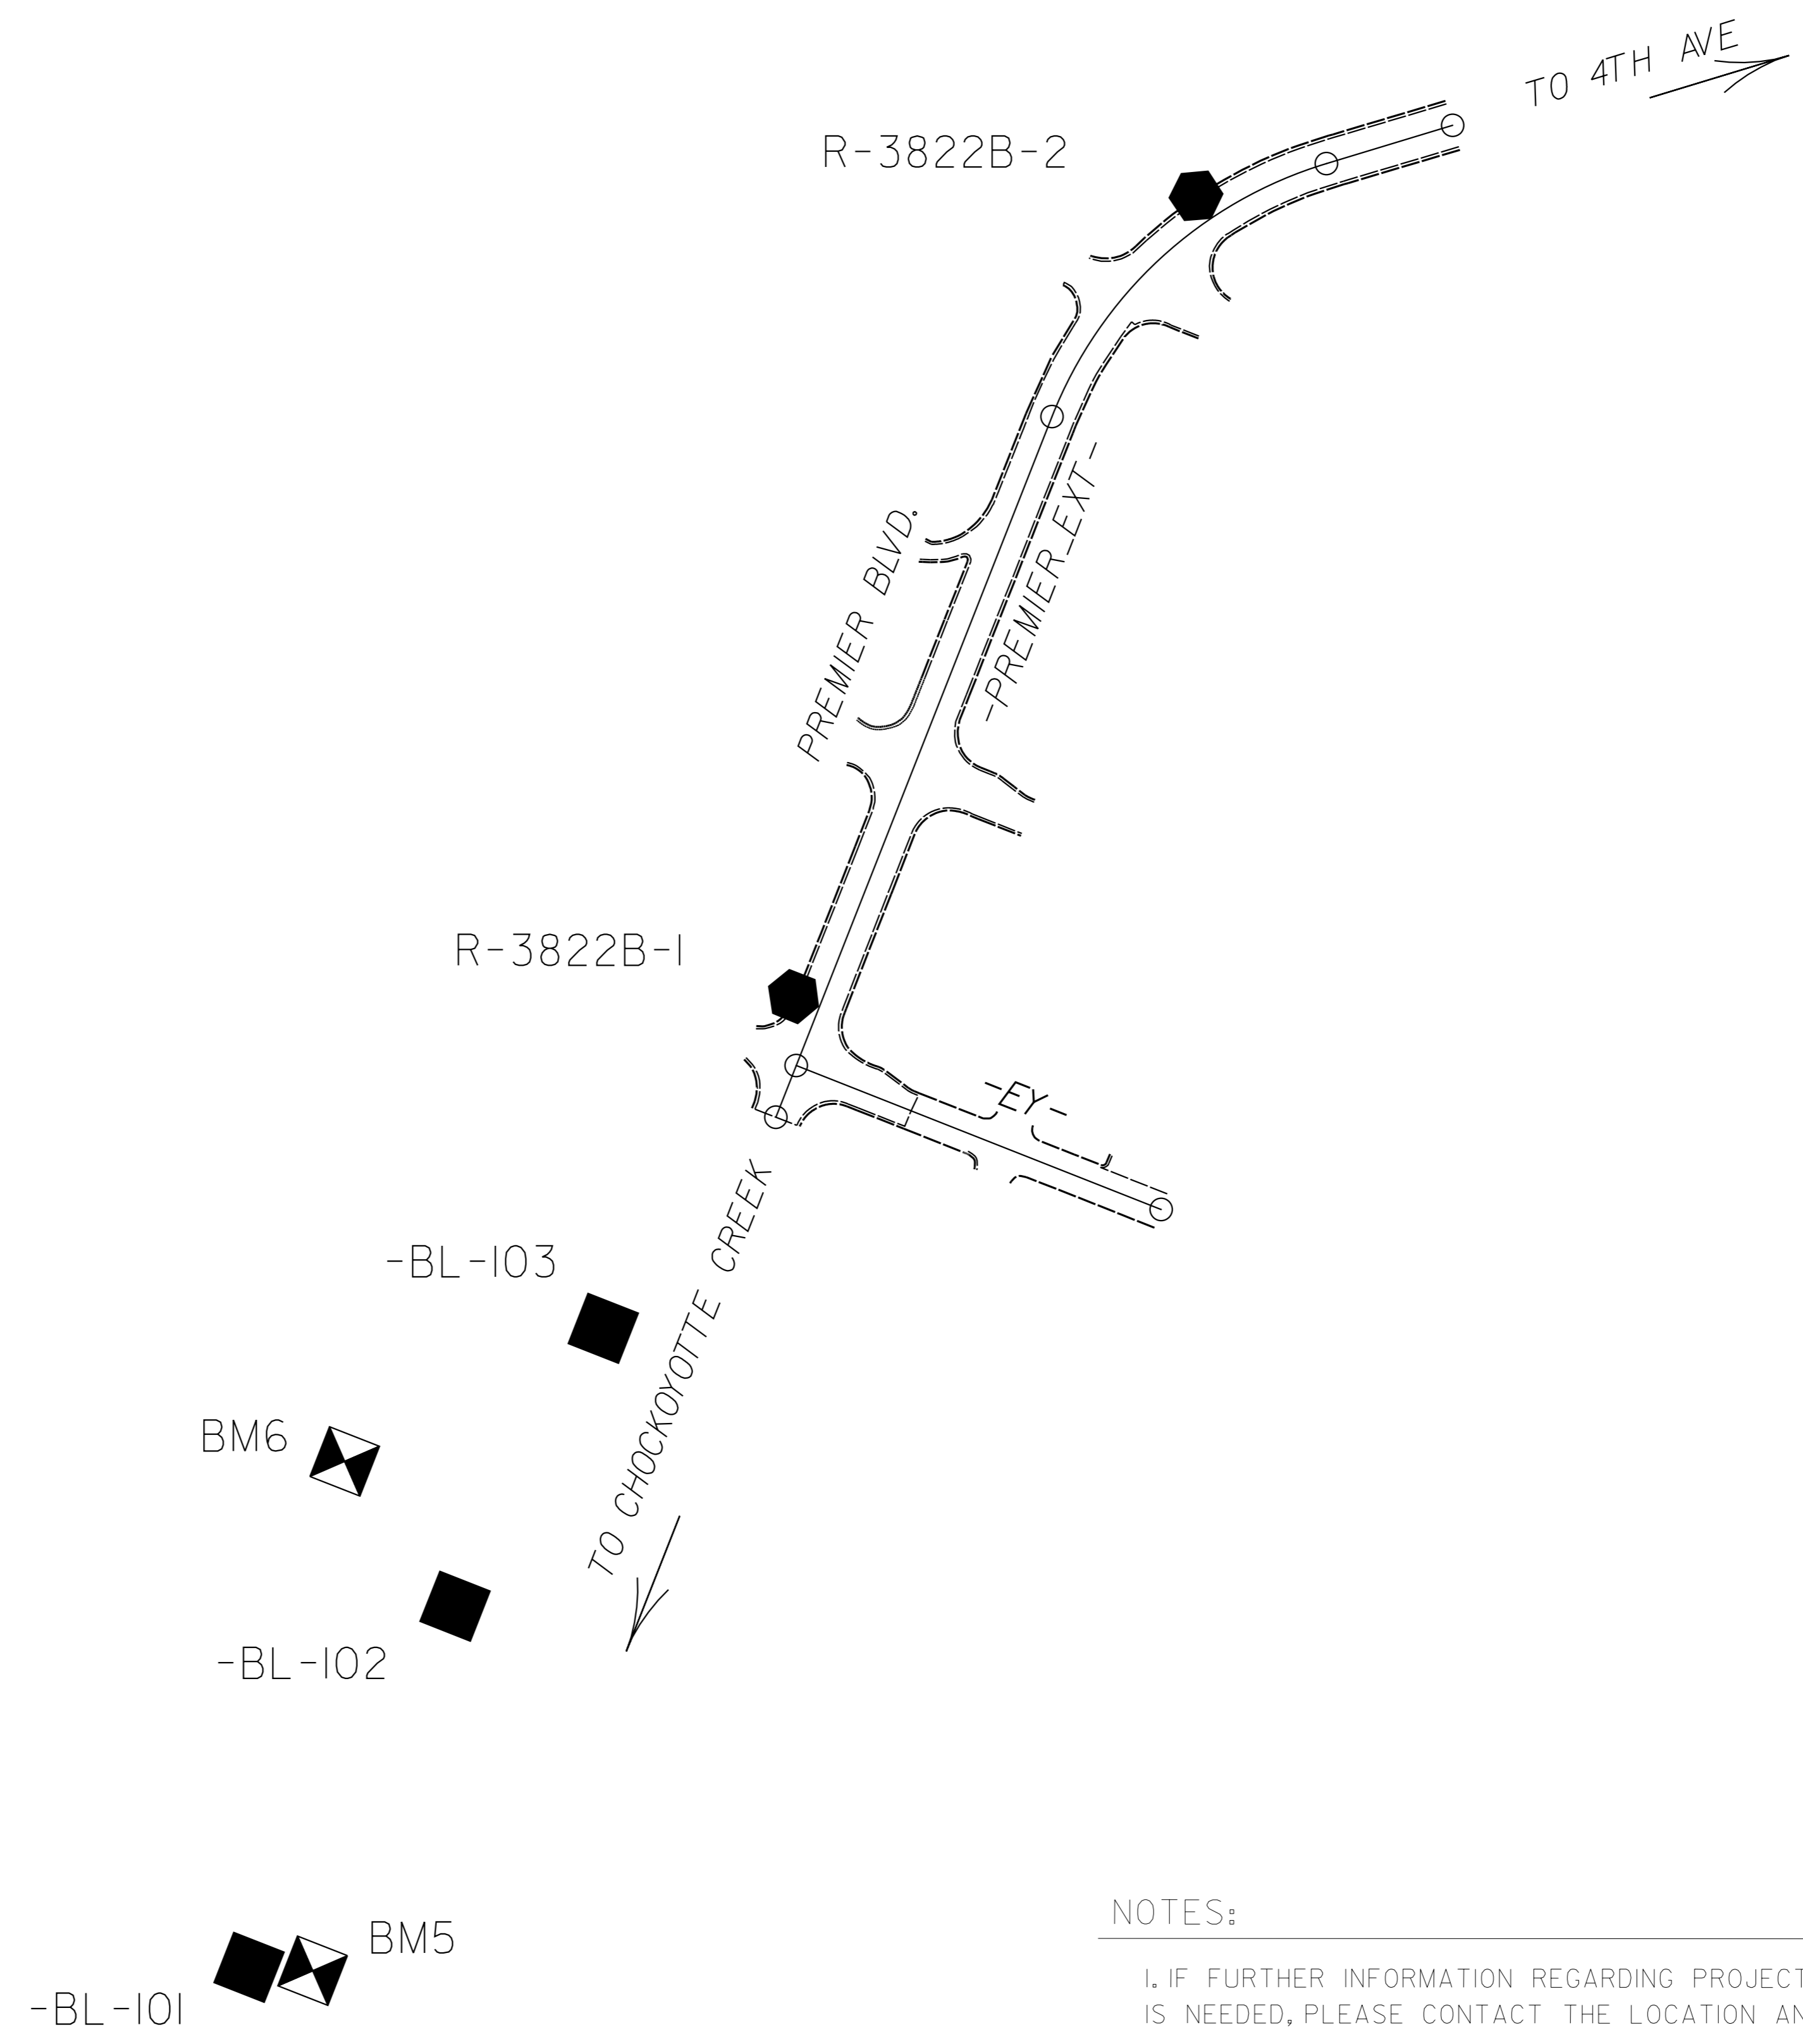 TO 4TH AVE
R-3822B-2
PREMIER BLVD.
-PREMIER_EXT-
R-3822B-1
-EY-
TO CHOCKOYOTTE CREEK
-BL-103
BM6
-BL-102
BM5
-BL-101
NOTES:
1. IF FURTHER INFORMATION REGARDING PROJECT
IS NEEDED, PLEASE CONTACT THE LOCATION AN